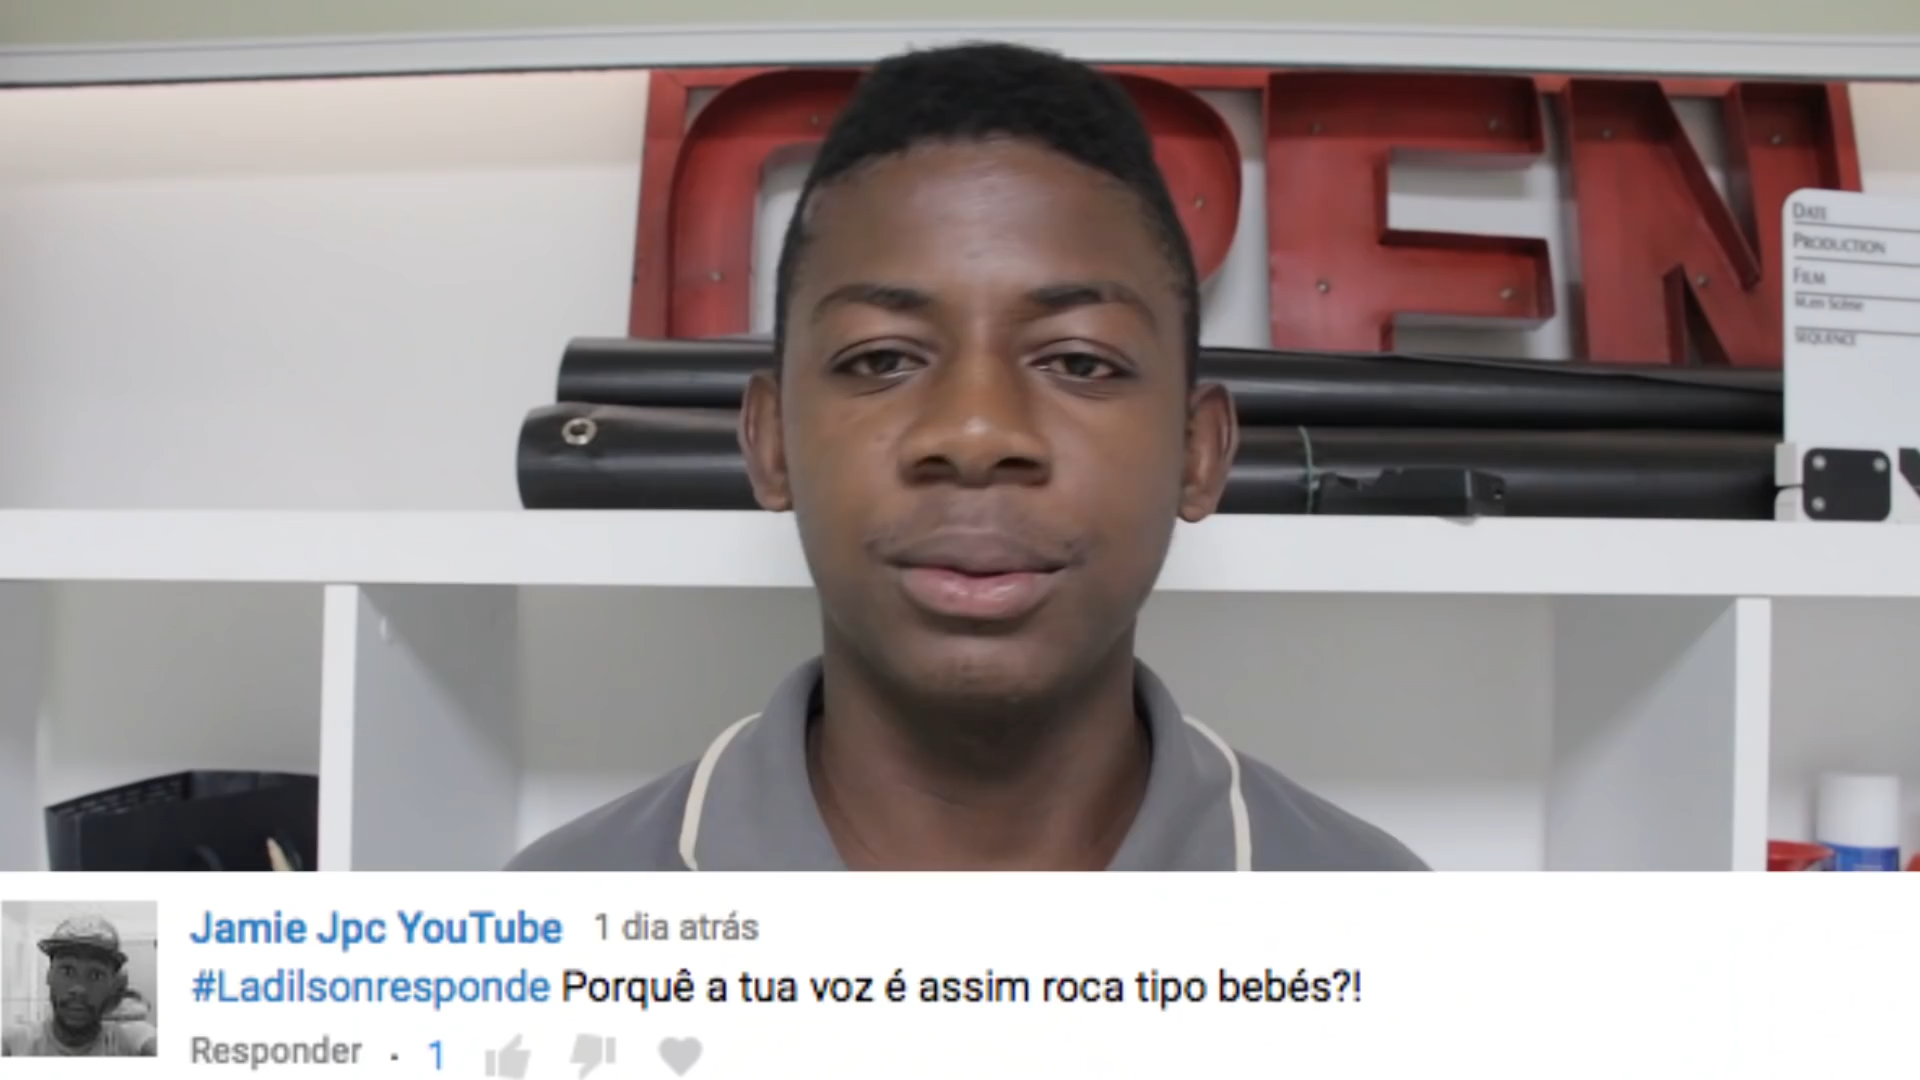 OPEN
DATE
PRODUCTION
FILM
SEQUENCE
Jamie Jpc YouTube 1 dia atrás
#Ladilsonresponde Porquê a tua voz é assim roca tipo bebés?!
Responder · 1